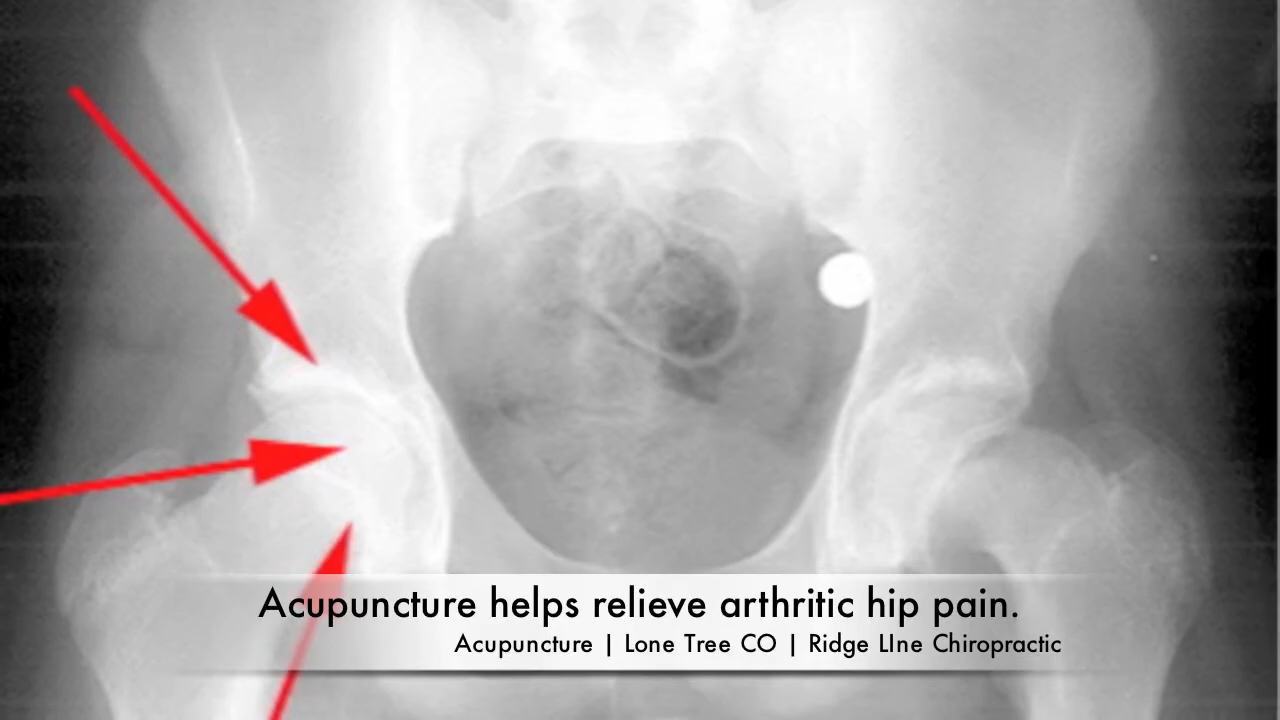 Acupuncture helps relieve arthritic hip pain.
Acupuncture | Lone Tree CO | Ridge LIne Chiropractic